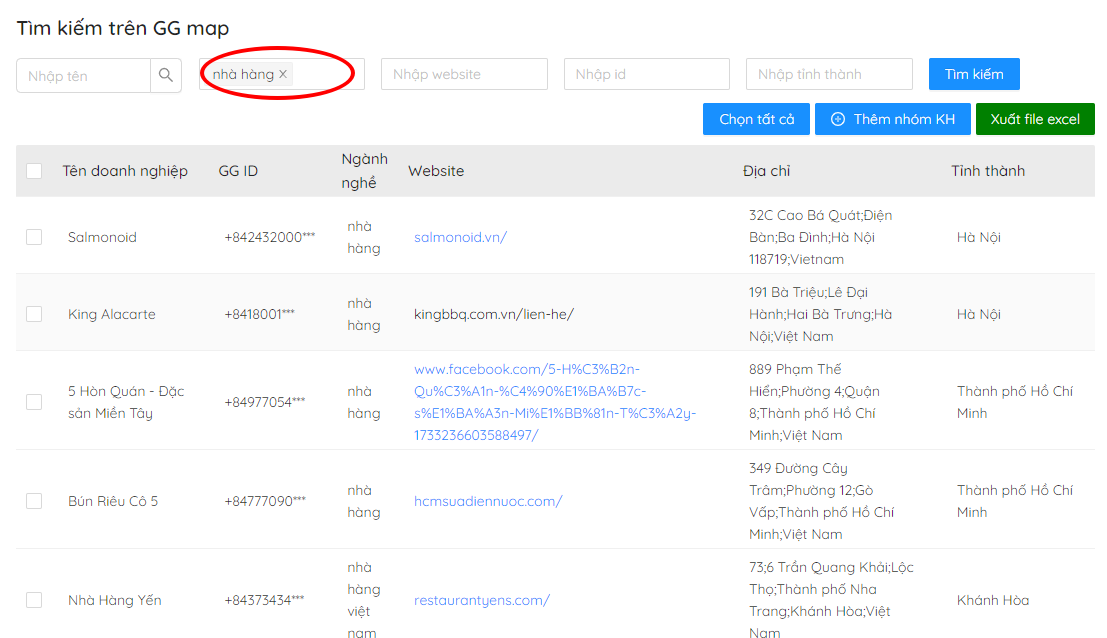 Tìm kiếm trên GG map
Nhập tên
nhà hàng X
Nhập website
Nhập id
Nhập tỉnh thành
Tìm kiếm
Chọn tất cả
Thêm nhóm KH
Xuất file excel
Tên doanh nghiệp
GG ID
Ngành
nghề
Website
Địa chỉ
Tỉnh thành
Salmonoid
+842432000***
nhà
hàng
salmonoid.vn/
32C Cao Bá Quát;Điện
Bàn;Ba Đình;Hà Nội
118719;Vietnam
Hà Nội
King Alacarte
+8418001***
nhà
hàng
kingbbq.com.vn/lien-he/
191 Bà Triệu;Lê Đại
Hành;Hai Bà Trưng;Hà
Nội;Việt Nam
Hà Nội
5 Hòn Quán - Đặc
sản Miền Tây
+84977054***
nhà
hàng
www.facebook.com/5-H%C3%B2n-
Qu%C3%A1n-%C4%90%E1%BA%B7c-
s%E1%BA%A3n-Mi%E1%BB%81n-T%C3%A2y-
1733236603588497/
889 Phạm Thế
Hiển;Phường 4;Quận
8;Thành phố Hồ Chí
Minh;Việt Nam
Thành phố Hồ Chí
Minh
Bún Riêu Cô 5
+84777090***
nhà
hàng
hcmsuadiennuoc.com/
349 Đường Cây
Trâm;Phường 12;Gò
Vấp;Thành phố Hồ Chí
Minh;Việt Nam
Thành phố Hồ Chí
Minh
Nhà Hàng Yến
+84373434***
nhà
hàng
việt
nam
restaurantyens.com/
73;6 Trần Quang Khải;Lộc
Thọ;Thành phố Nha
Trang;Khánh Hòa;Việt
Nam
Khánh Hòa